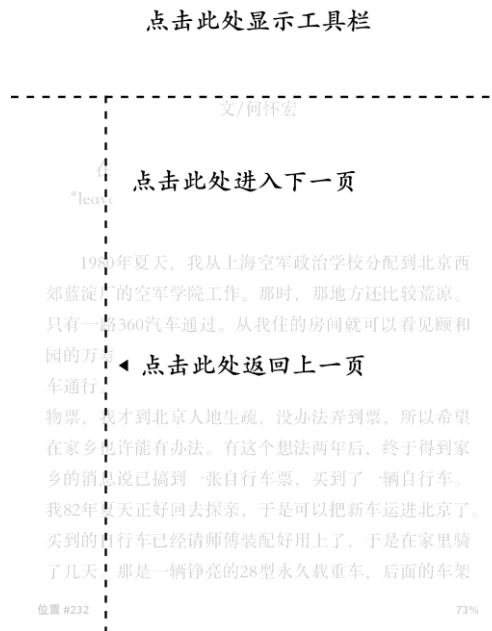 点击此处显示工具栏
文/何怀宏
点击此处进入下一页
“leav
1980年夏天，我从上海空军政治学校分配到北京西
郊蓝淀厂的空军学院工作。那时，那地方还比较荒凉。
只有一路360汽车通过。从我住的房间就可以看见颐和
园的万寿
点击此处返回上一页
车通行。
物票，我才到北京人地生疏，没办法弄到票，所以希望
在家乡也许能有办法。有这个想法两年后，终于得到家
乡的消息说已搞到一张自行车票，买到了一辆自行车。
我82年夏天正好回去探亲，于是可以把新车运进北京了。
买到的自行车已经请师傅装配好用上了，于是在家里骑
了几天。那是一辆铮亮的28型永久载重车，后面的车架
位置 #232
73%